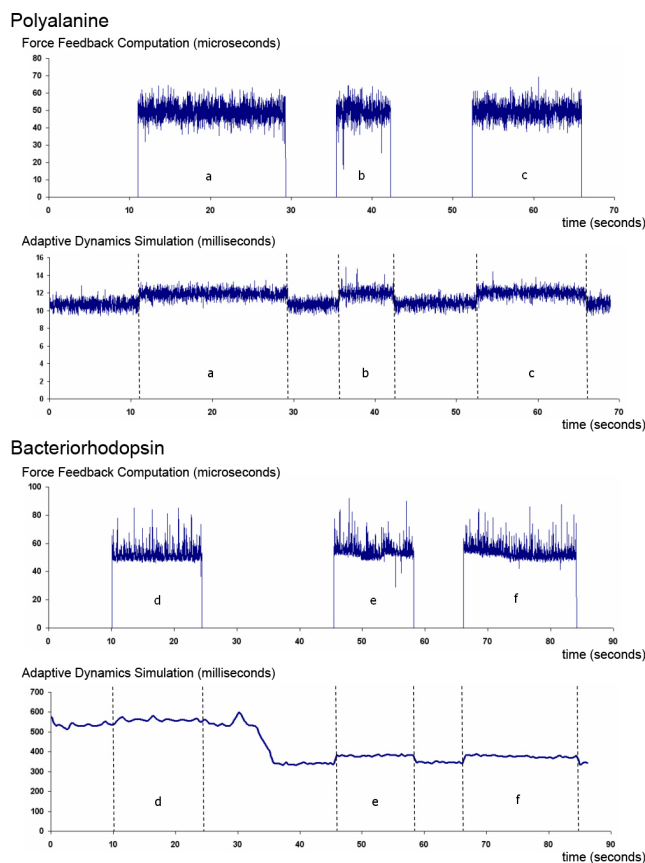 Polyalanine
Force Feedback Computation (microseconds)
80
70
60
50
40
30
20
10
0
a
b
c
0 10 20 30 40 50 60 70
time (seconds)
Adaptive Dynamics Simulation (milliseconds)
16
14
12
10
8
6
4
2
0
a
b
c
0 10 20 30 40 50 60 70
time (seconds)
Bacteriorhodopsin
Force Feedback Computation (microseconds)
100
80
60
40
20
0
d
e
f
0 10 20 30 40 50 60 70 80 90
time (seconds)
Adaptive Dynamics Simulation (milliseconds)
700
600
500
400
300
200
100
0
d
e
f
0 10 20 30 40 50 60 70 80 90
time (seconds)